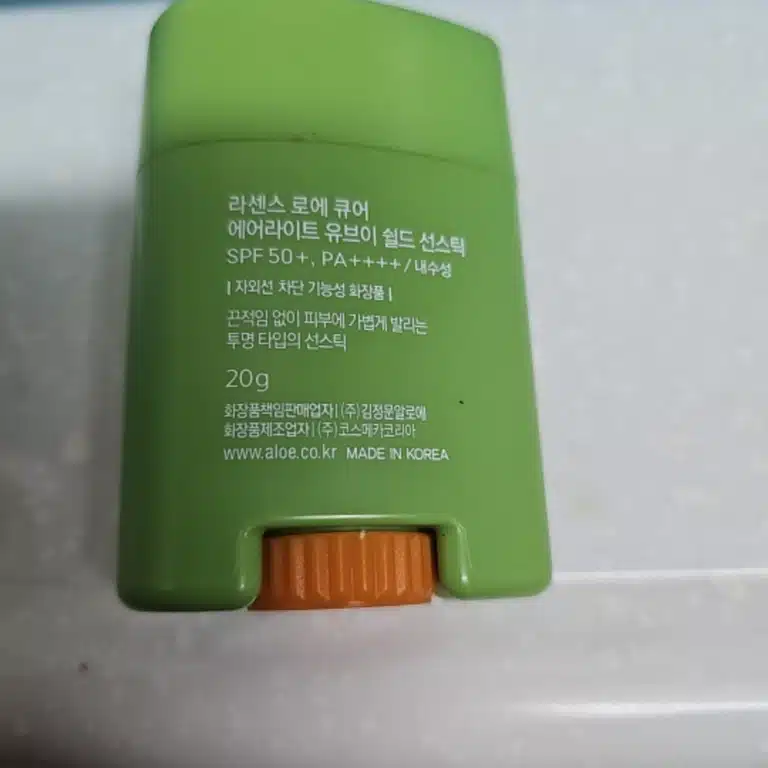 라센스 로에 큐어
에어라이트 유브이 쉴드 선스틱
SPF 50+, PA++++/내수성
| 자외선 차단 기능성 화장품 |
끈적임 없이 피부에 가볍게 발리는
투명 타입의 선스틱
20g
화장품책임판매업자 | (주)김정문알로에
화장품제조업자 | (주)코스메카코리아
www.aloe.co.kr MADE IN KOREA